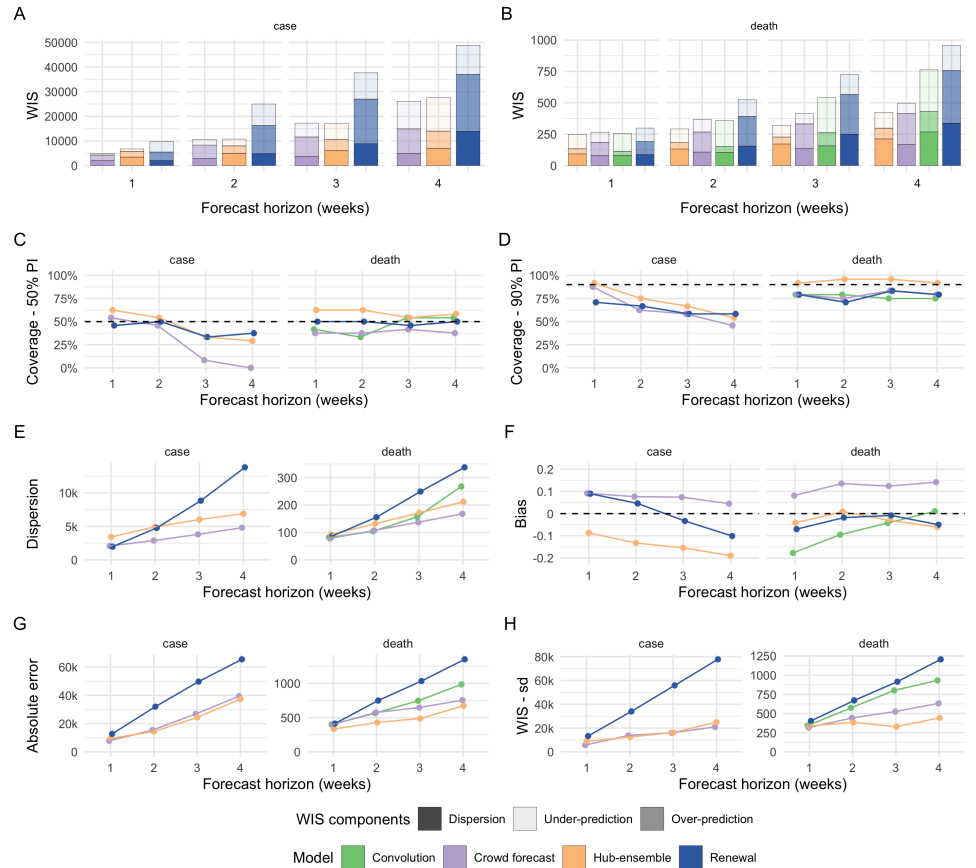 A
case
WIS
50000
40000
30000
20000
10000
0
1 2 3 4
Forecast horizon (weeks)
B
death
WIS
1000
750
500
250
0
1 2 3 4
Forecast horizon (weeks)
C
case death
Coverage - 50% PI
100%
75%
50%
25%
0%
1 2 3 4 1 2 3 4
Forecast horizon (weeks)
D
case death
Coverage - 90% PI
100%
75%
50%
25%
0%
1 2 3 4 1 2 3 4
Forecast horizon (weeks)
E
case death
Dispersion
10k
5k
0
300
200
100
0
1 2 3 4 1 2 3 4
Forecast horizon (weeks)
F
case death
Bias
0.2
0.1
0
-0.1
-0.2
1 2 3 4 1 2 3 4
Forecast horizon (weeks)
G
case death
Absolute error
60k
40k
20k
0
1000
500
0
1 2 3 4 1 2 3 4
Forecast horizon (weeks)
H
case death
WIS - sd
80k
60k
40k
20k
0
1250
1000
750
500
250
0
1 2 3 4 1 2 3 4
Forecast horizon (weeks)
WIS components Dispersion Under-prediction Over-prediction
Model Convolution Crowd forecast Hub-ensemble Renewal